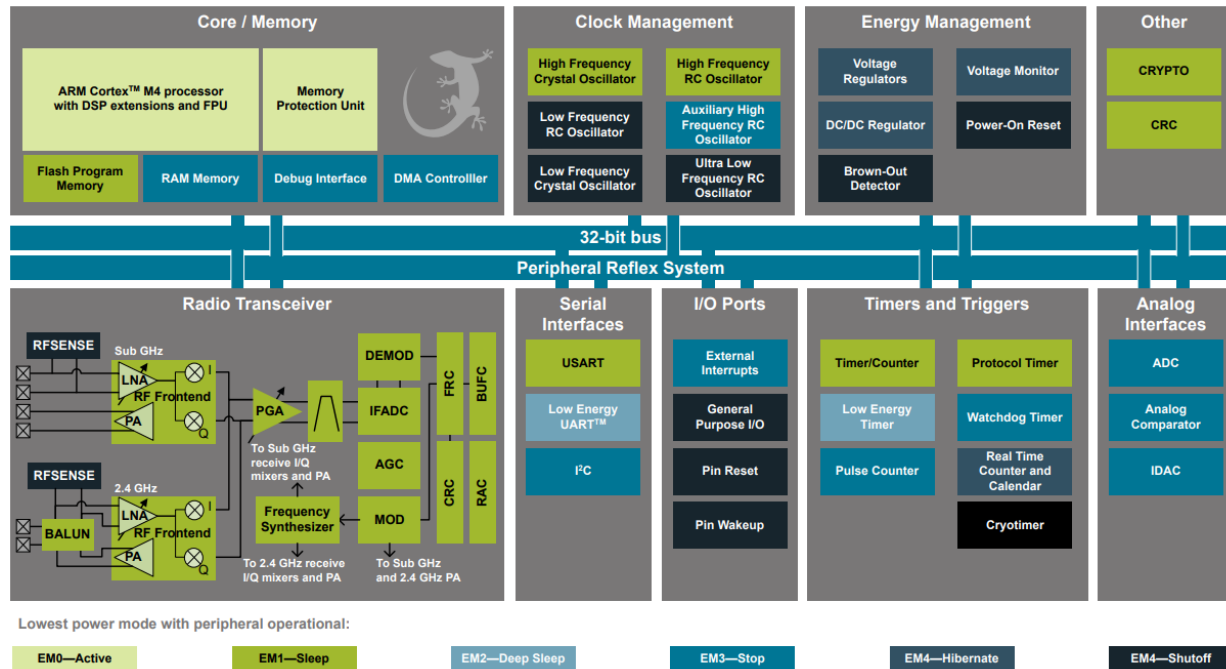 Core / Memory
ARM Cortex™ M4 processor
with DSP extensions and FPU
Memory
Protection Unit
Flash Program
Memory
RAM Memory
Debug Interface
DMA Controlller
Clock Management
High Frequency
Crystal Oscillator
High Frequency
RC Oscillator
Low Frequency
RC Oscillator
Auxiliary High
Frequency RC
Oscillator
Low Frequency
Crystal Oscillator
Ultra Low
Frequency RC
Oscillator
Energy Management
Voltage
Regulators
Voltage Monitor
DC/DC Regulator
Power-On Reset
Brown-Out
Detector
Other
CRYPTO
CRC
32-bit bus
Peripheral Reflex System
Radio Transceiver
RFSENSE
Sub GHz
LNA
RF Frontend
PA
I
Q
RFSENSE
2.4 GHz
LNA
RF Frontend
PA
I
Q
BALUN
PGA
To Sub GHz
receive I/Q
mixers and PA
Frequency
Synthesizer
To 2.4 GHz receive
I/Q mixers and PA
DEMOD
IFADC
AGC
MOD
To Sub GHz
and 2.4 GHz PA
FRC
BUFC
CRC
RAC
Serial
Interfaces
USART
Low Energy
UART™
I²C
I/O Ports
External
Interrupts
General
Purpose I/O
Pin Reset
Pin Wakeup
Timers and Triggers
Timer/Counter
Protocol Timer
Low Energy
Timer
Watchdog Timer
Pulse Counter
Real Time
Counter and
Calendar
Cryotimer
Analog
Interfaces
ADC
Analog
Comparator
IDAC
Lowest power mode with peripheral operational:
EM0—Active
EM1—Sleep
EM2—Deep Sleep
EM3—Stop
EM4—Hibernate
EM4—Shutoff